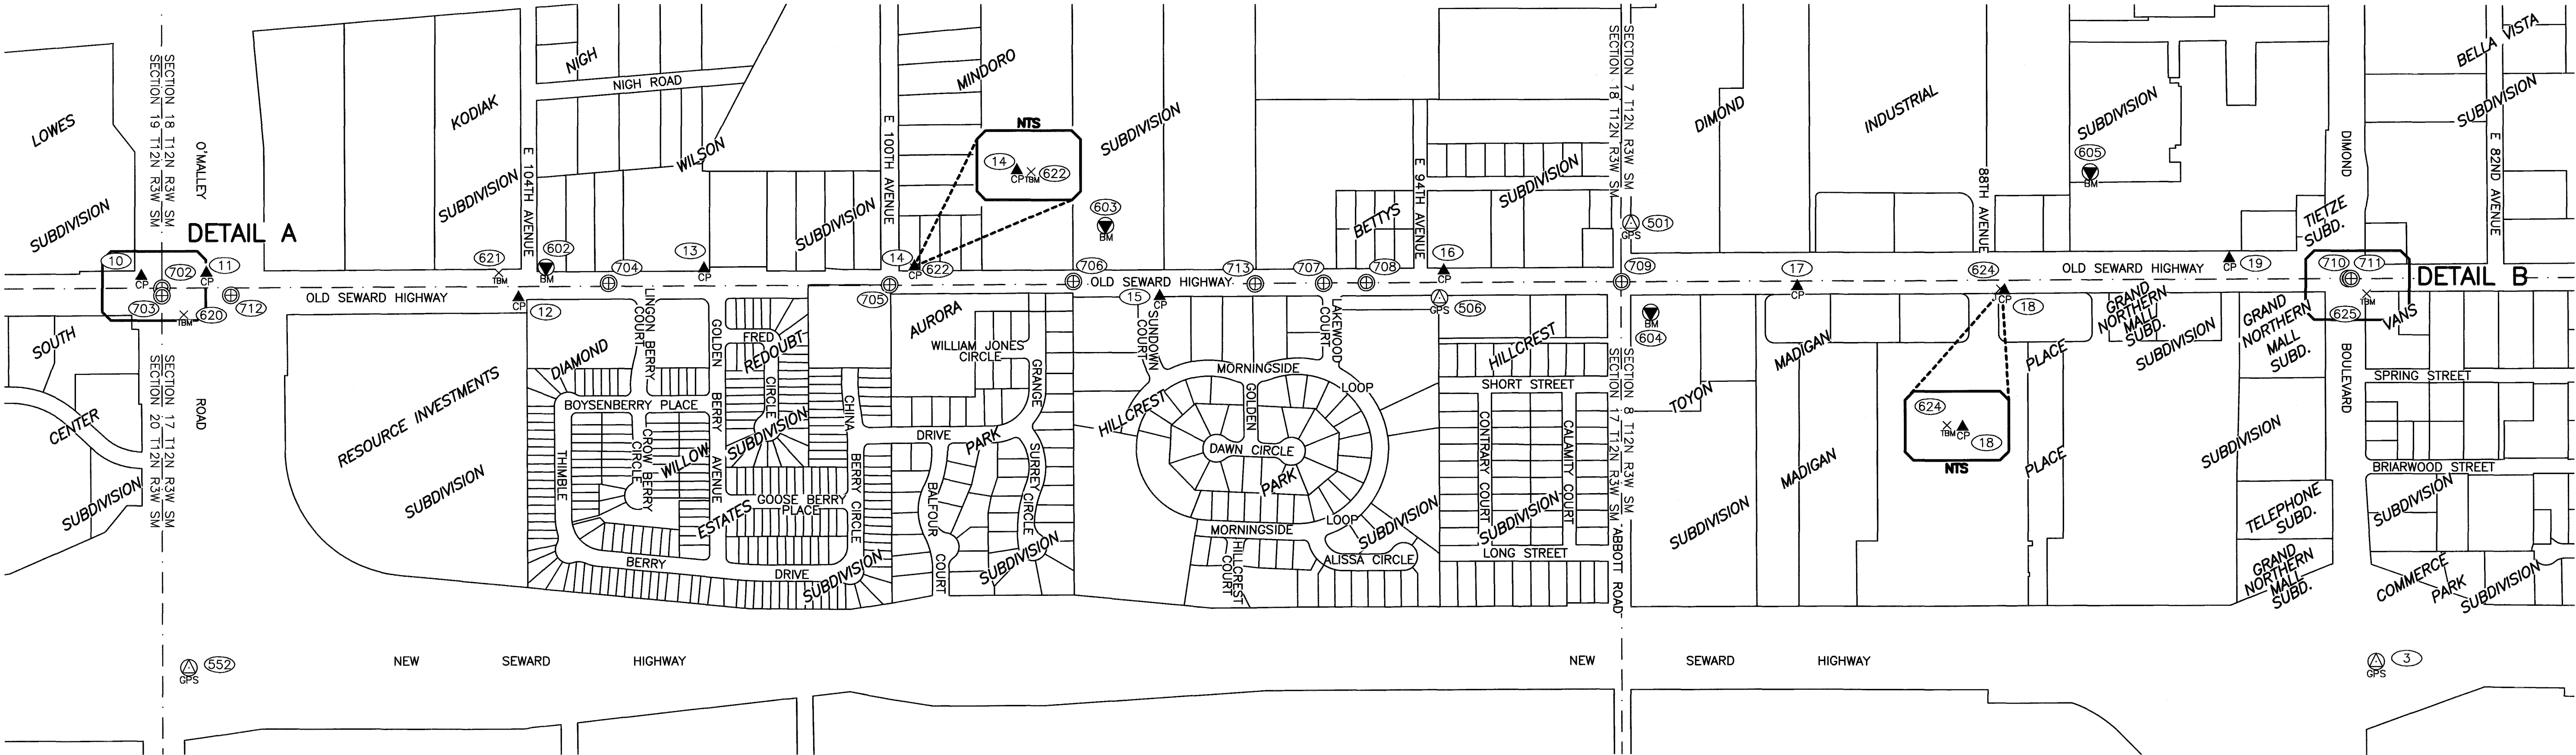 LOWES
SUBDIVISION
SECTION 18 T12N R3W SM
SECTION 19 T12N R3W SM
O'MALLEY
DETAIL A
10
CP
702
11
CP
703
TBM
620
712
SOUTH
CENTER
SUBDIVISION
SECTION 17 T12N R3W SM
SECTION 20 T12N R3W SM
ROAD
552
GPS
KODIAK
SUBDIVISION
NIGH
NIGH ROAD
WILSON
SUBDIVISION
E 104TH AVENUE
621
TBM
602
BM
CP
12
704
13
CP
OLD SEWARD HIGHWAY
RESOURCE INVESTMENTS
SUBDIVISION
DIAMOND
WILLOW
ESTATES
SUBDIVISION
LINGON BERRY
COURT
BOYSENBERRY PLACE
THIMBLE
BERRY
DRIVE
CROW BERRY
CIRCLE
GOLDEN
BERRY
AVENUE
FRED
CIRCLE
REDOUBT
SUBDIVISION
GOOSE BERRY
PLACE
CHINA
BERRY CIRCLE
E 100TH AVENUE
MINDORO
SUBDIVISION
NTS
14
CP
TBM
622
14
CP
622
603
BM
705
706
OLD SEWARD HIGHWAY
AURORA
PARK
SUBDIVISION
WILLIAM JONES
CIRCLE
GRANGE
DRIVE
BALFOUR
COURT
SURREY CIRCLE
15
CP
SUNDOWN
COURT
713
707
708
LAKEWOOD
COURT
HILLCREST
PARK
SUBDIVISION
MORNINGSIDE
LOOP
GOLDEN
DAWN CIRCLE
MORNINGSIDE
LOOP
HILLCREST
COURT
ALISSA CIRCLE
BETTYS
SUBDIVISION
E 94TH AVENUE
16
CP
GPS
506
HILLCREST
SUBDIVISION
SHORT STREET
CONTRARY COURT
CALAMITY COURT
LONG STREET
SECTION 7 T12N R3W SM
SECTION 18 T12N R3W SM
501
GPS
709
BM
604
SECTION 8 T12N R3W SM
SECTION 17 T12N R3W SM
ABBOTT ROAD
DIMOND
INDUSTRIAL
SUBDIVISION
605
BM
88TH AVENUE
17
CP
624
CP
18
OLD SEWARD HIGHWAY
TOYON
SUBDIVISION
MADIGAN
PLACE
MADIGAN
PLACE
624
TBM
CP
18
NTS
GRAND
NORTHERN
MALL
SUBD.
SUBDIVISION
GRAND
NORTHERN
MALL
SUBD.
SUBDIVISION
19
CP
TIETZE
SUBD.
DIMOND
BOULEVARD
710
711
TBM
625
DETAIL B
VANS
SUBDIVISION
BELLA VISTA
SUBDIVISION
E 82ND AVENUE
SPRING STREET
BRIARWOOD STREET
TELEPHONE
SUBD.
GRAND
NORTHERN
MALL
SUBD.
COMMERCE
PARK
SUBDIVISION
NEW SEWARD HIGHWAY
NEW SEWARD HIGHWAY
3
GPS